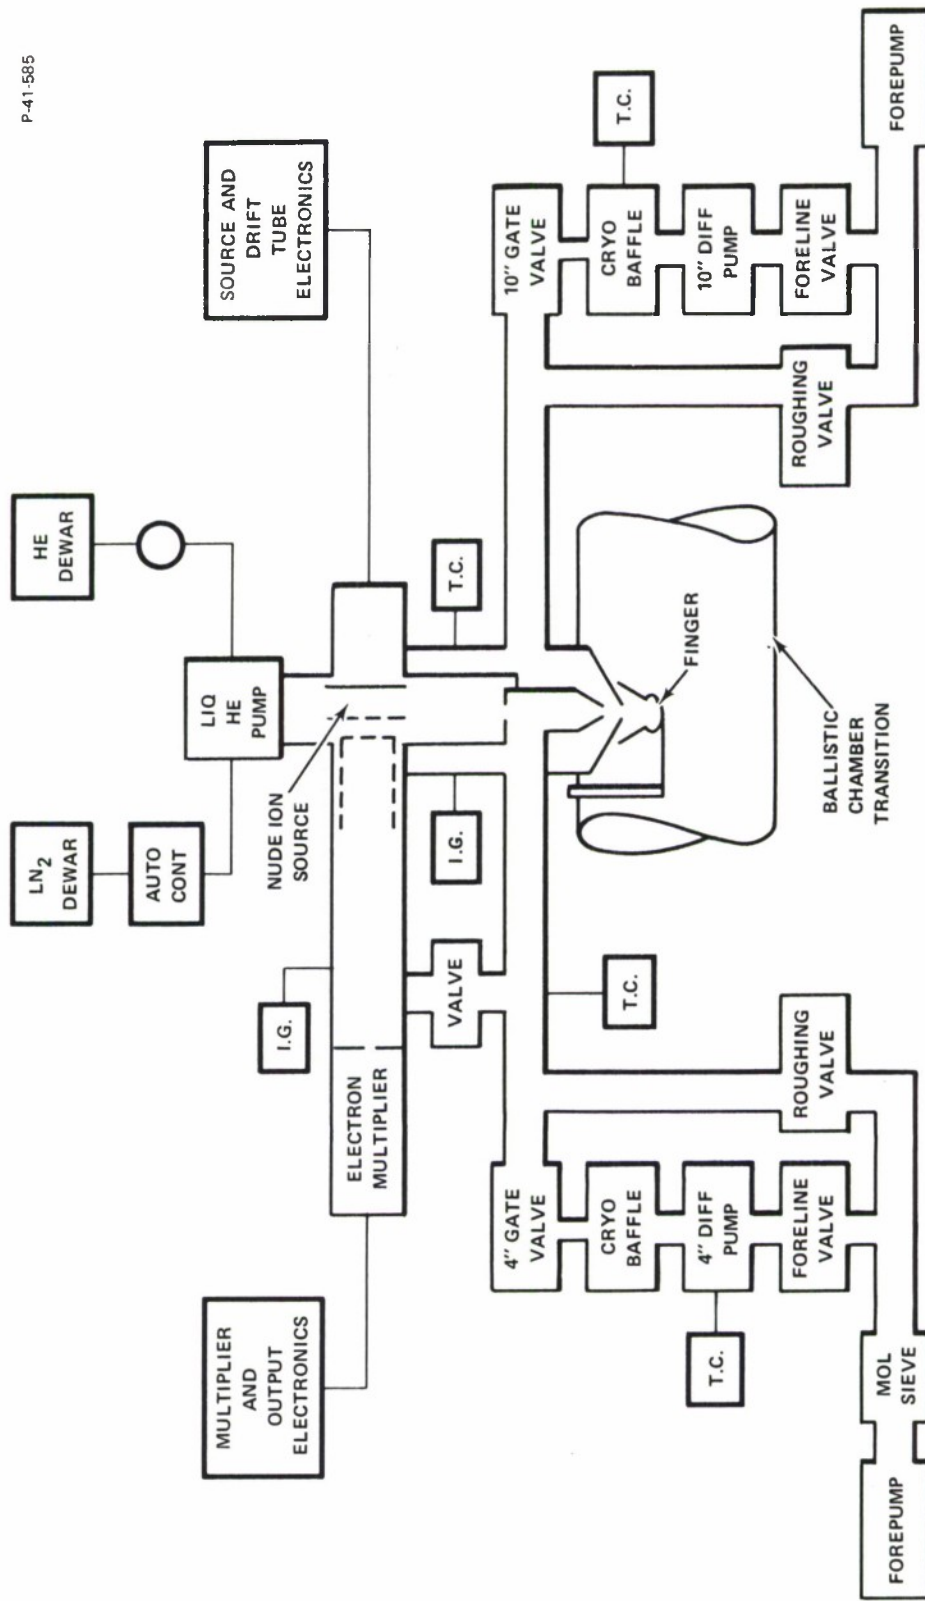 P-41-585
HE
DEWAR
LN2
DEWAR
AUTO
CONT
LIQ
HE
PUMP
SOURCE AND
DRIFT
TUBE
ELECTRONICS
MULTIPLIER
AND
OUTPUT
ELECTRONICS
I.G.
NUDE ION
SOURCE
ELECTRON
MULTIPLIER
VALVE
I.G.
T.C.
4" GATE
VALVE
10" GATE
VALVE
CRYO
BAFFLE
T.C.
CRYO
BAFFLE
T.C.
T.C.
4" DIFF
PUMP
FINGER
10" DIFF
PUMP
FORELINE
VALVE
ROUGHING
VALVE
BALLISTIC
CHAMBER
TRANSITION
ROUGHING
VALVE
FORELINE
VALVE
FOREPUMP
MOL
SIEVE
FOREPUMP